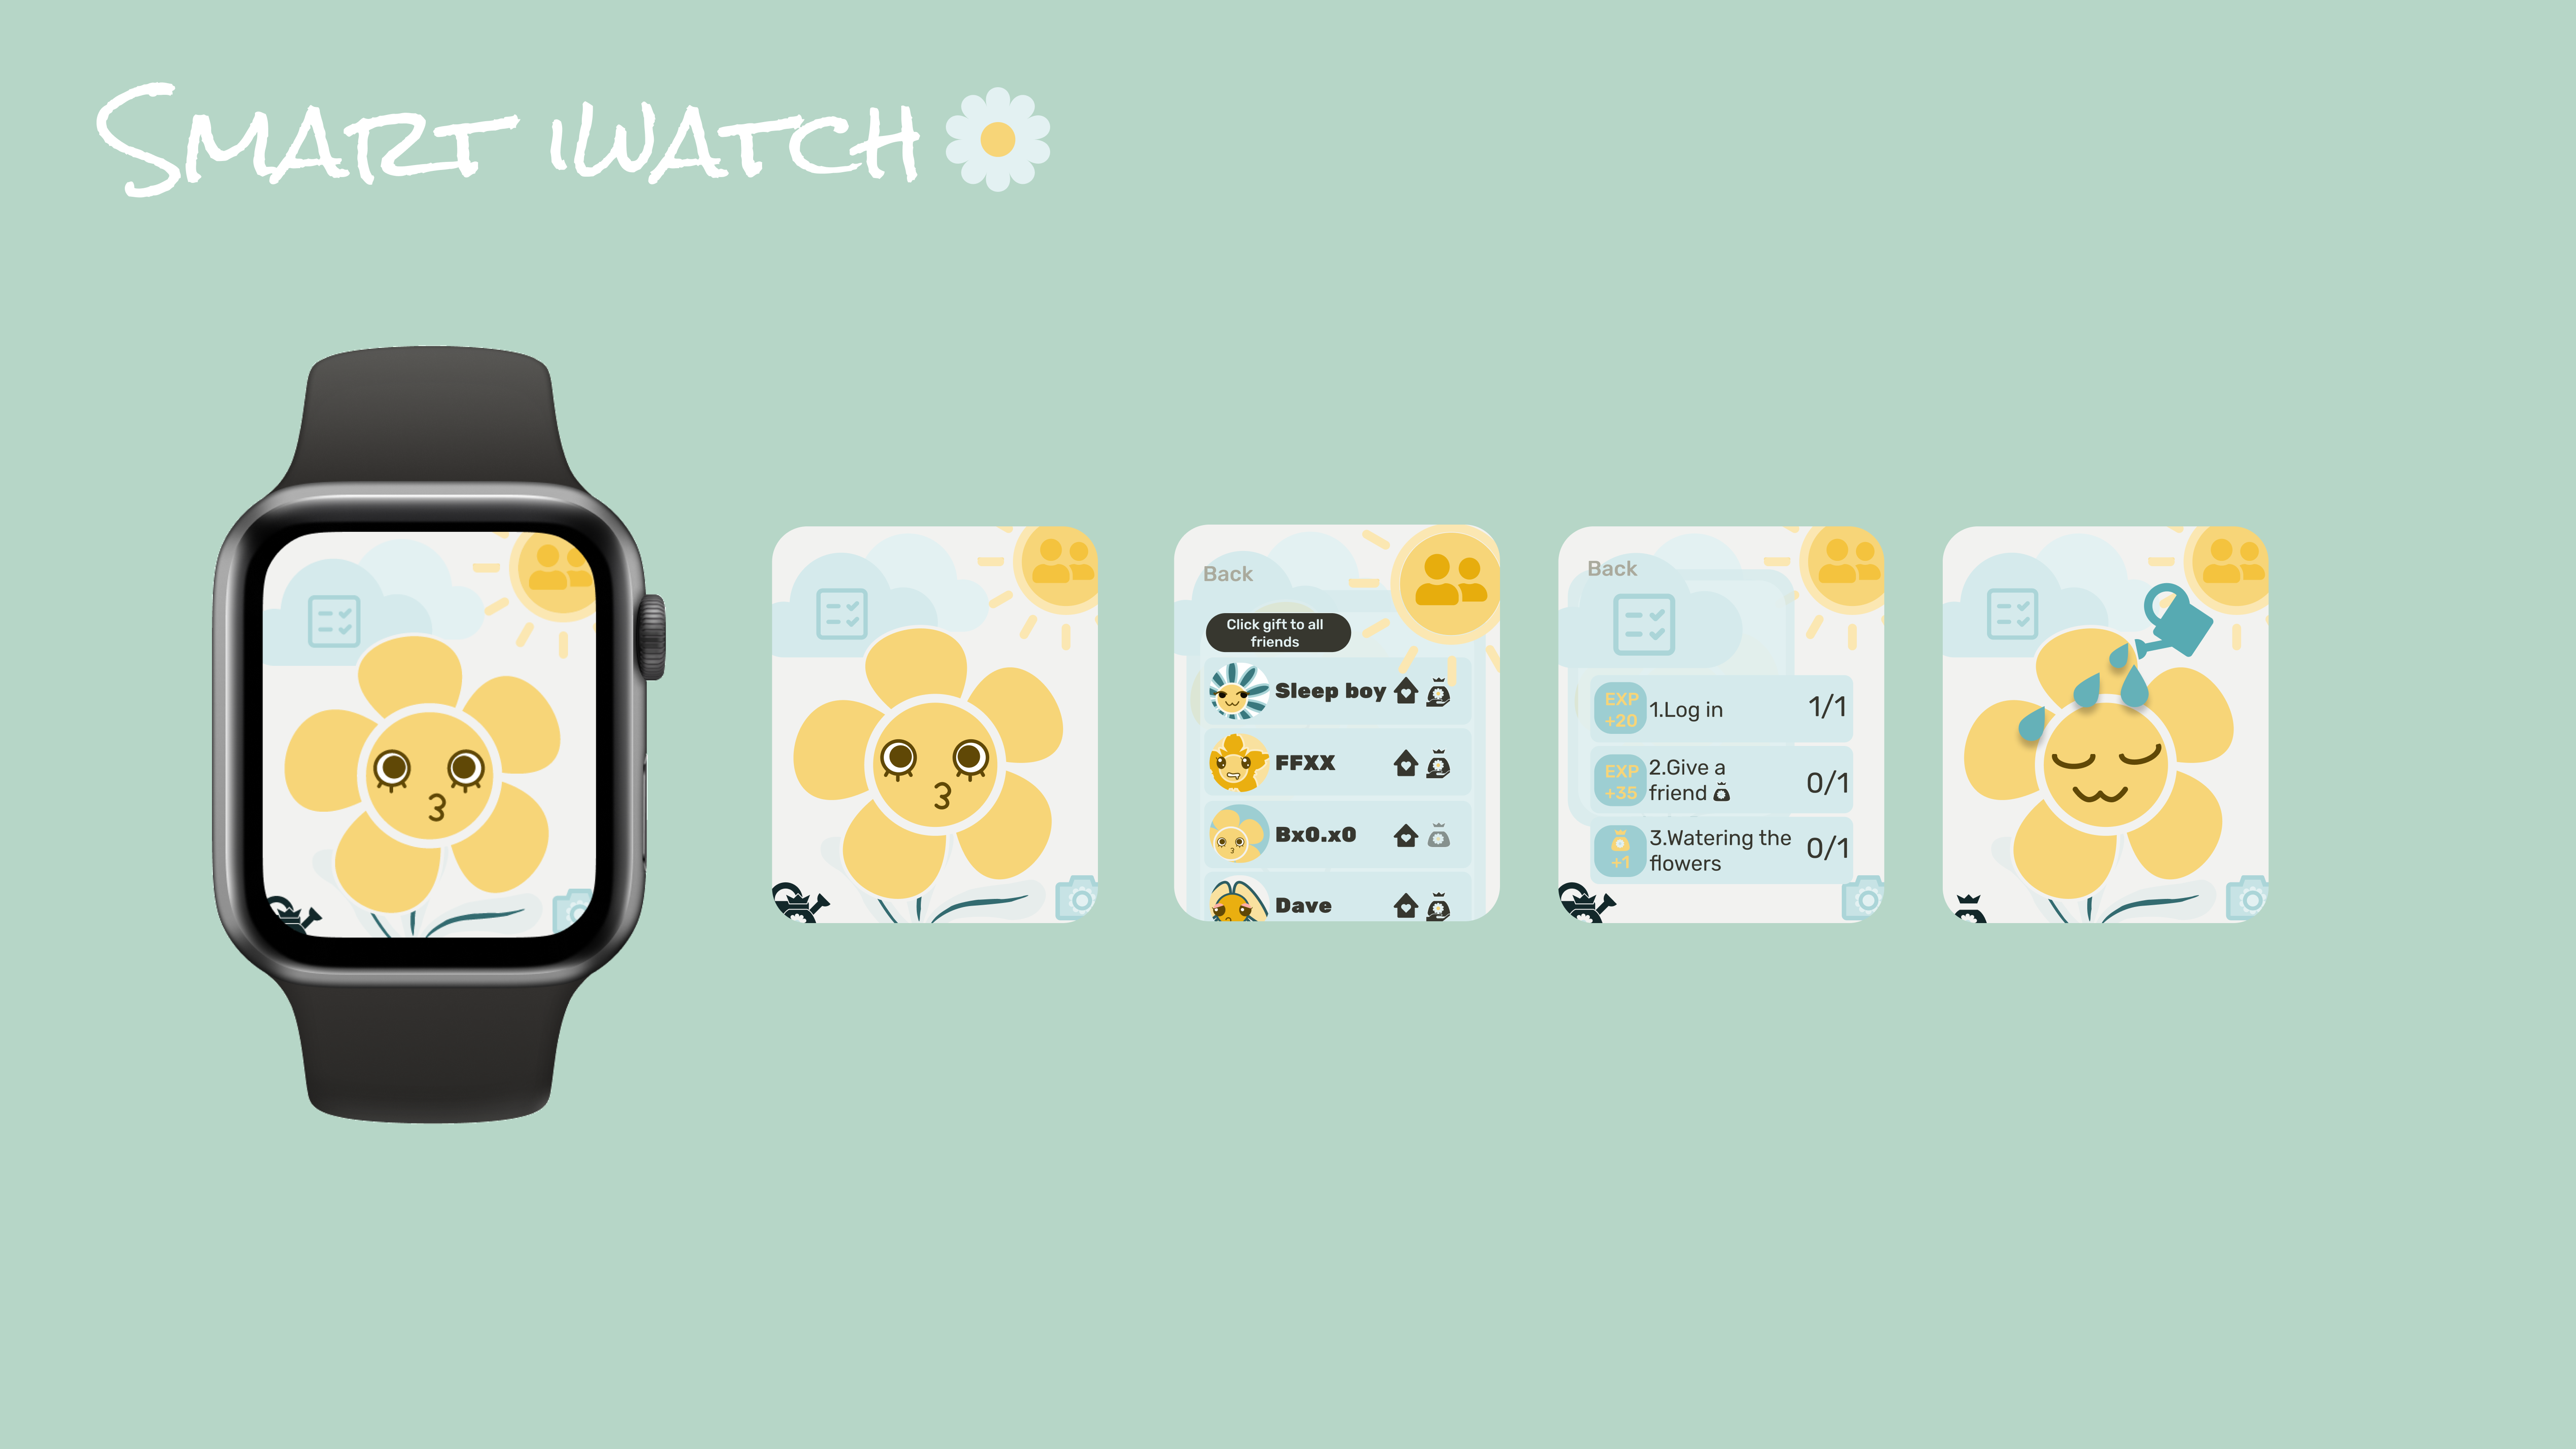 Smart iWatch
Back
Click gift to all
friends
Sleep boy
FFXX
Bx0.x0
Dave
Back
EXP
+20
1.Log in
1/1
EXP
+35
2.Give a
friend
0/1
+1
3.Watering the
flowers
0/1